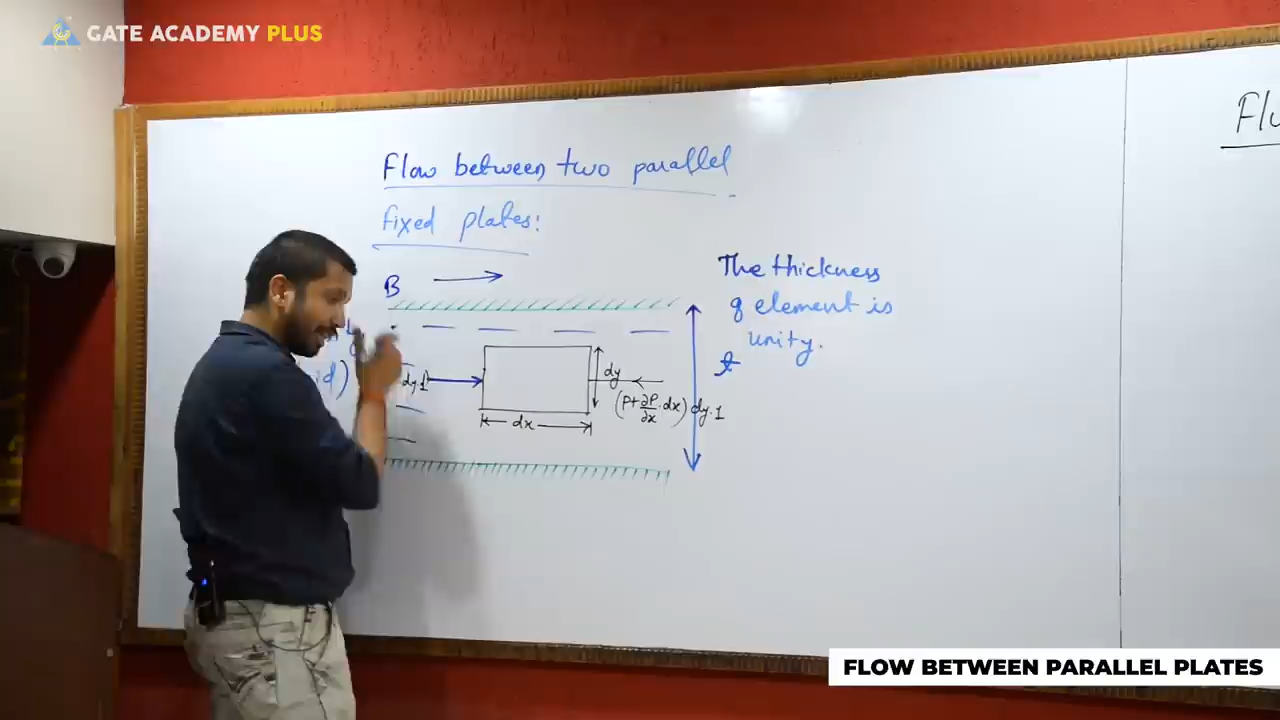 GATE ACADEMY PLUS
Flow between two parallel
fixed plates:
B
The thickness
of element is
unity.
t
id)
dy.1
dy
(P+∂P/∂x.dx) dy.1
dx
FLOW BETWEEN PARALLEL PLATES